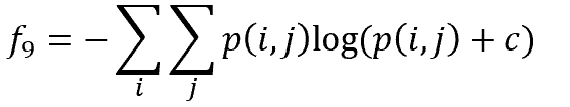 f₉ = − ∑ᵢ ∑ⱼ p(i,j)log(p(i,j) + c)